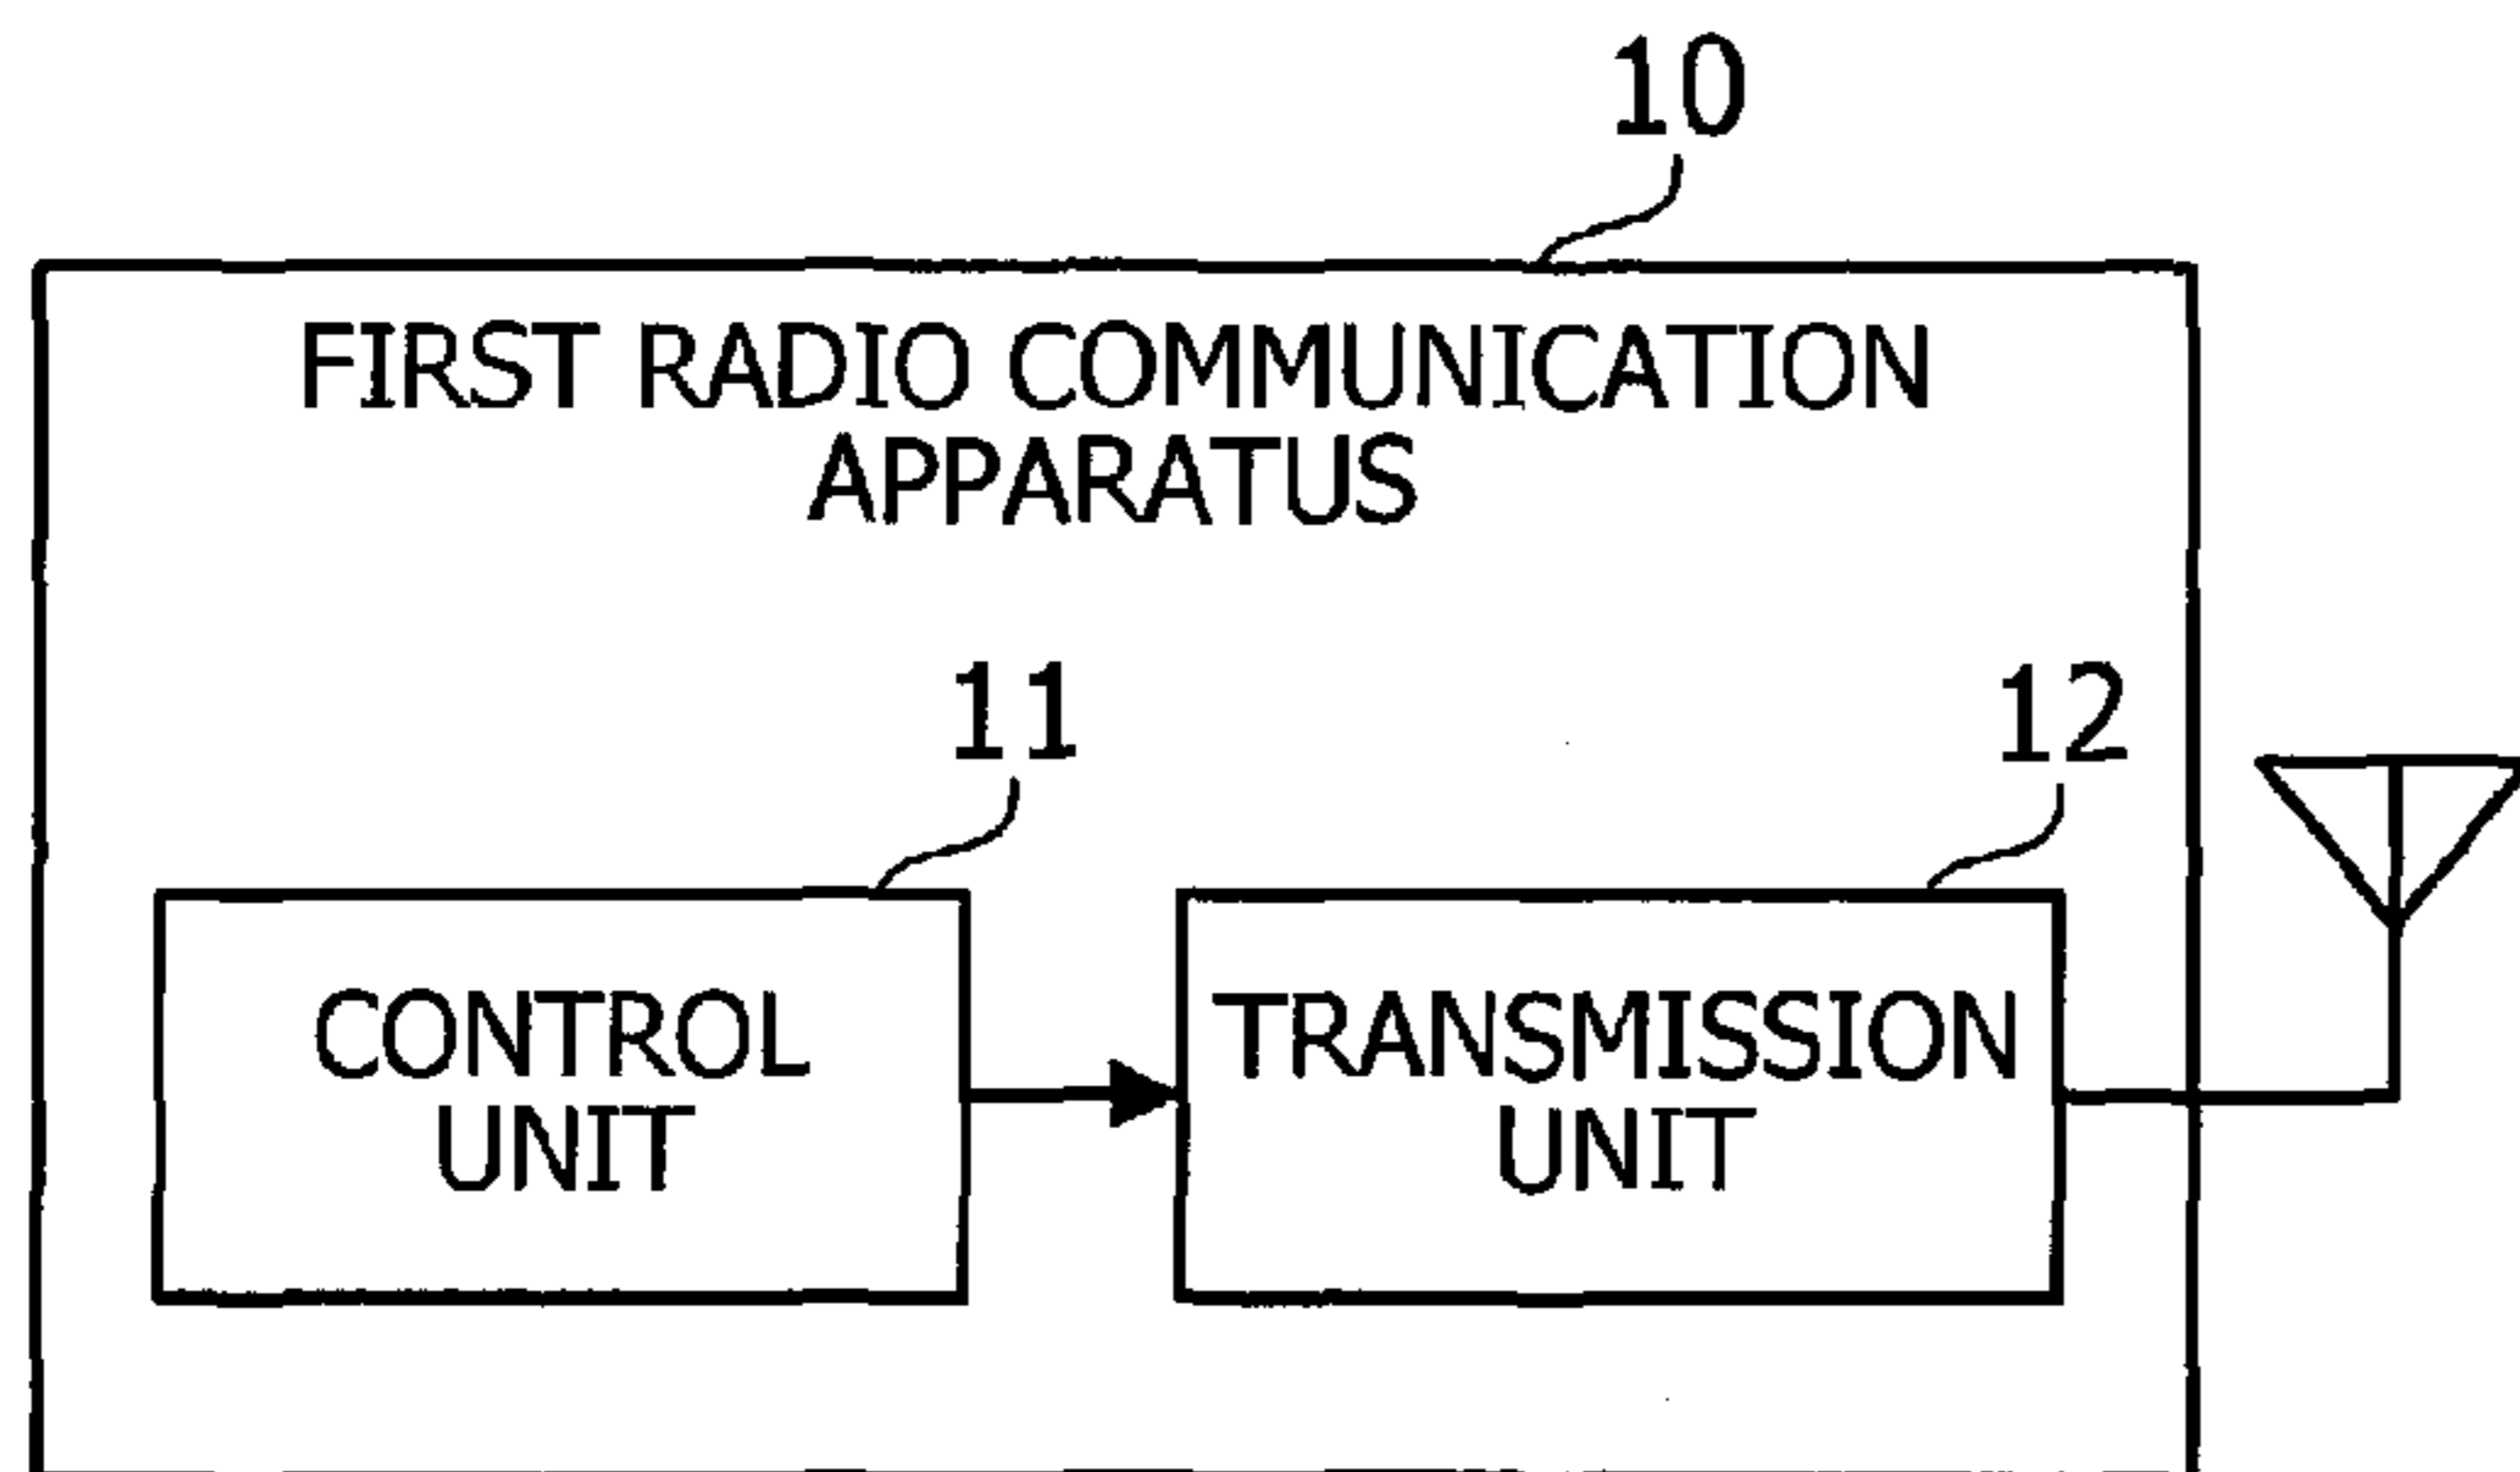 10
FIRST RADIO COMMUNICATION
APPARATUS
11
12
CONTROL
UNIT
TRANSMISSION
UNIT